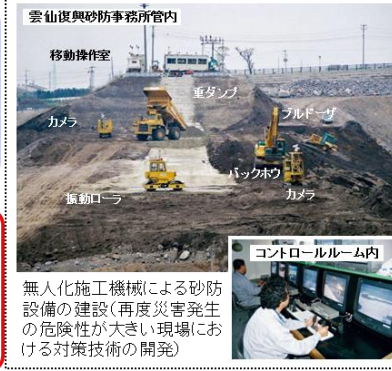 雲仙復興砂防事務所管内
移動操作室
重ダンプ
カメラ
ブルドーザ
バックホウ
振動ローラ
カメラ
コントロールルーム内
無人化施工機械による砂防
設備の建設(再度災害発生
の危険性が大きい現場にお
ける対策技術の開発)